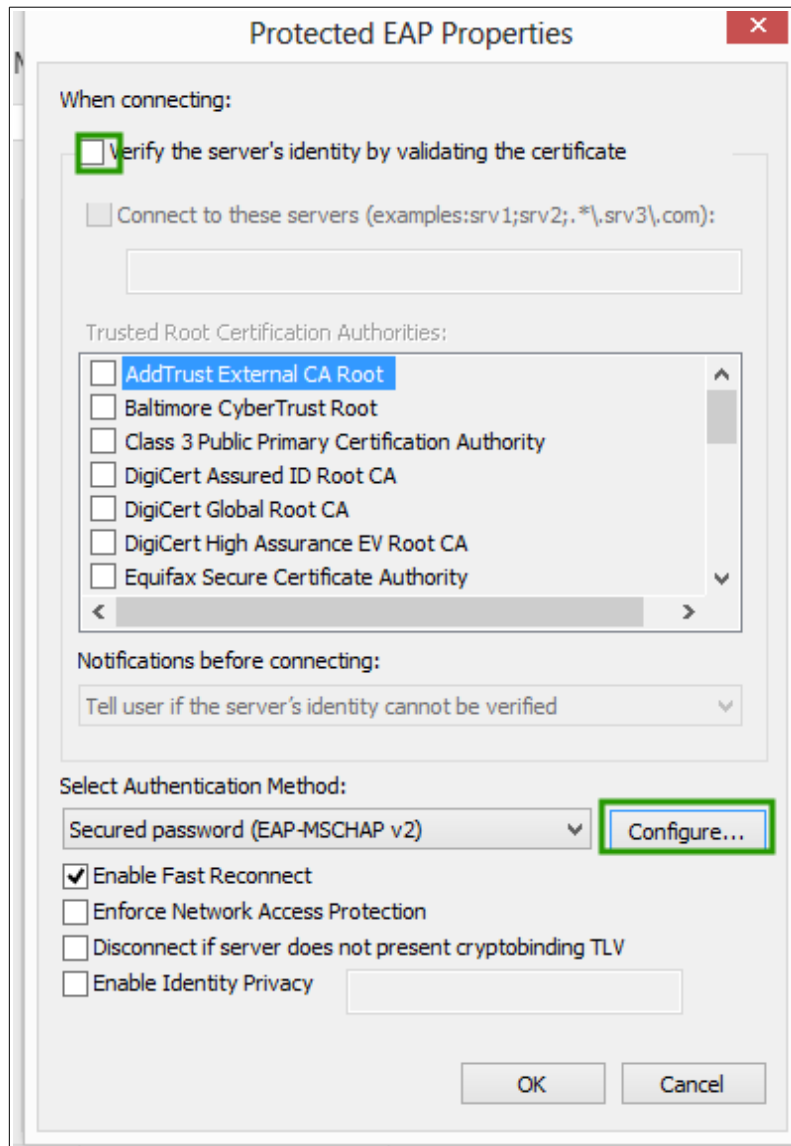 Protected EAP Properties
When connecting:
Verify the server's identity by validating the certificate
Connect to these servers (examples:srv1;srv2;.*\.srv3\.com):
Trusted Root Certification Authorities:
AddTrust External CA Root
Baltimore CyberTrust Root
Class 3 Public Primary Certification Authority
DigiCert Assured ID Root CA
DigiCert Global Root CA
DigiCert High Assurance EV Root CA
Equifax Secure Certificate Authority
Notifications before connecting:
Tell user if the server's identity cannot be verified
Select Authentication Method:
Secured password (EAP-MSCHAP v2) Configure...
Enable Fast Reconnect
Enforce Network Access Protection
Disconnect if server does not present cryptobinding TLV
Enable Identity Privacy
OK Cancel